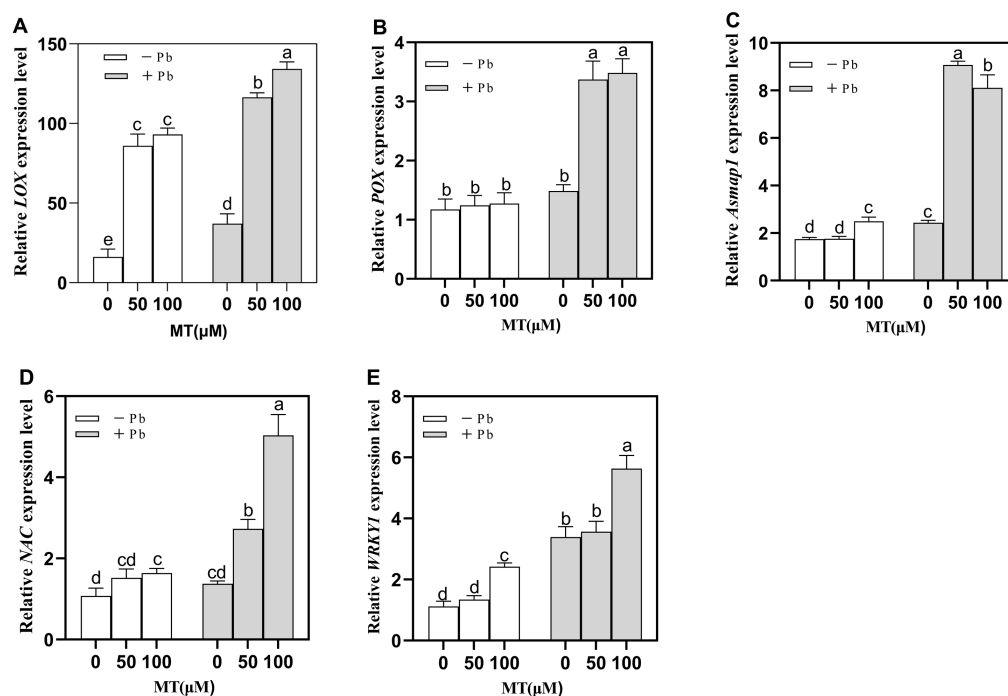 A
Relative LOX expression level
150
100
50
0
− Pb
+ Pb
e
c
c
d
b
a
0 50 100 0 50 100
MT(μM)
B
Relative POX expression level
4
3
2
1
0
− Pb
+ Pb
b
b
b
b
a
a
0 50 100 0 50 100
MT(μM)
C
Relative Asmap1 expression level
10
8
6
4
2
0
− Pb
+ Pb
d
d
c
c
a
b
0 50 100 0 50 100
MT(μM)
D
Relative NAC expression level
6
4
2
0
− Pb
+ Pb
d
cd
c
cd
b
a
0 50 100 0 50 100
MT(μM)
E
Relative WRKY1 expression level
8
6
4
2
0
− Pb
+ Pb
d
d
c
b
b
a
0 50 100 0 50 100
MT(μM)